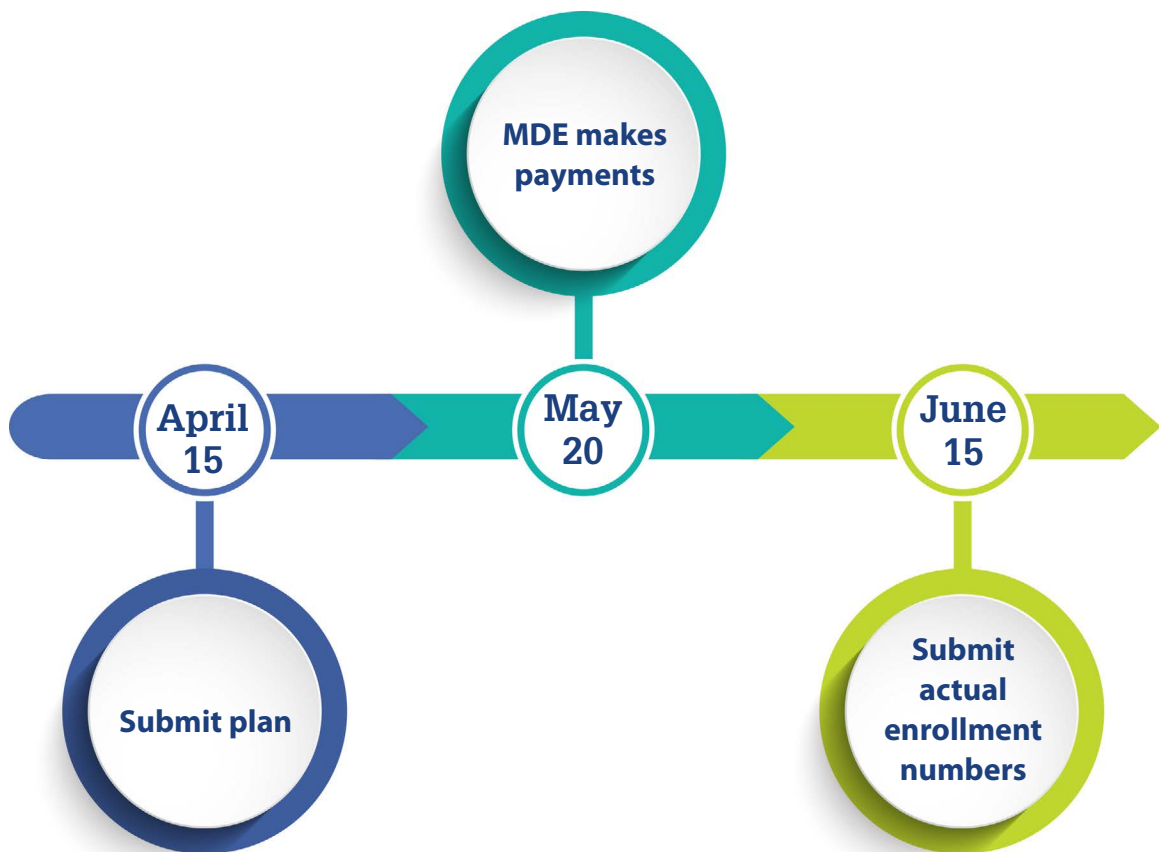 MDE makes
payments
April
15
May
20
June
15
Submit plan
Submit
actual
enrollment
numbers